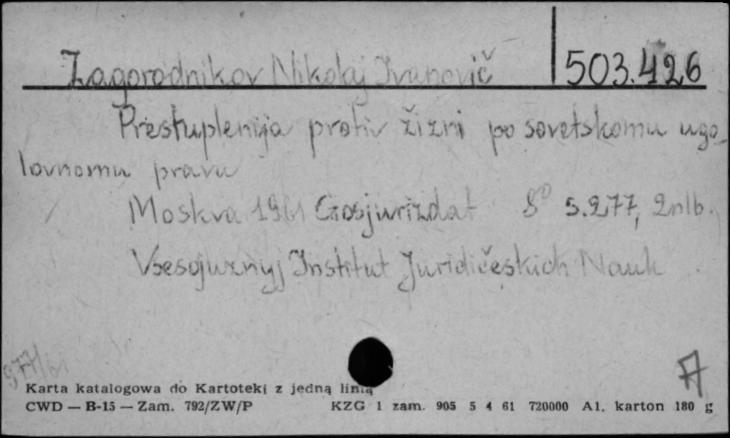 Zagorodnikov Nikolaj Ivanovič 503.426
Prestuplenija protiv žizni po sovetskomu ugo-
lovnomu pravu
Moskva 1961 Gosjurizdat 8° s.277, 2nlb.
Vsesojuznyj Institut Juridičeskich Nauk
A
Karta katalogowa do Kartoteki z jedną linią
CWD — B-15 — Zam. 792/ZW/P KZG 1 zam. 905 5 4 61 720000 A1. karton 180 g